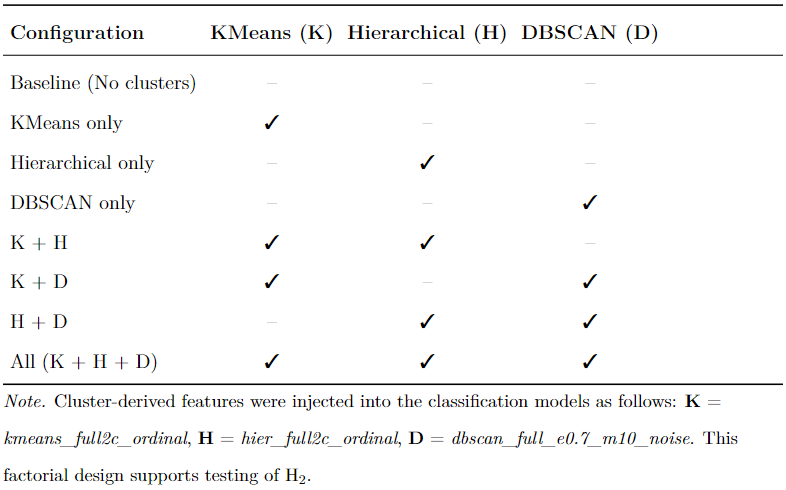 Configuration KMeans (K) Hierarchical (H) DBSCAN (D)
Baseline (No clusters) – – –
KMeans only ✓ – –
Hierarchical only – ✓ –
DBSCAN only – – ✓
K + H ✓ ✓ –
K + D ✓ – ✓
H + D – ✓ ✓
All (K + H + D) ✓ ✓ ✓
Note. Cluster-derived features were injected into the classification models as follows: K =
kmeans_full2c_ordinal, H = hier_full2c_ordinal, D = dbscan_full_e0.7_m10_noise. This
factorial design supports testing of H₂.